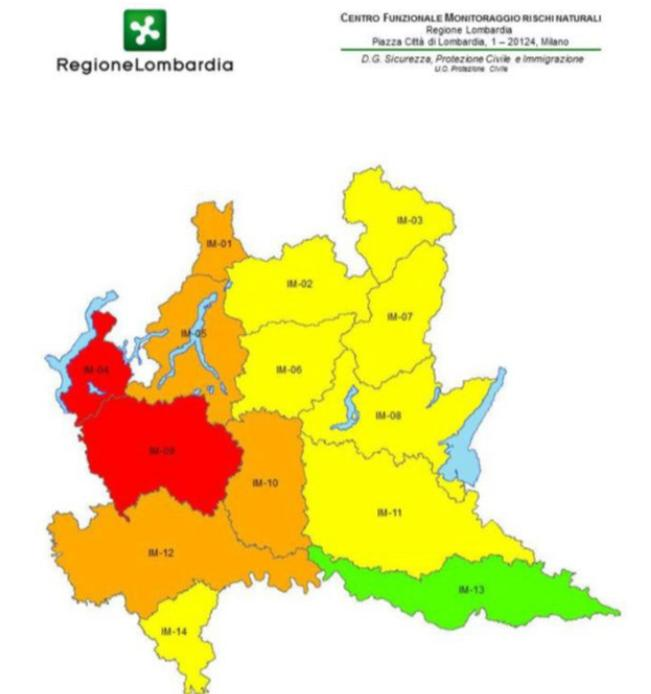 RegioneLombardia
CENTRO FUNZIONALE MONITORAGGIO RISCHI NATURALI
Regione Lombardia
Piazza Città di Lombardia, 1 – 20124, Milano
D.G. Sicurezza, Protezione Civile e Immigrazione
U.O. Protezione Civile
IM-03
IM-01
IM-02
IM-07
IM-05
IM-04
IM-06
IM-08
IM-09
IM-10
IM-11
IM-12
IM-13
IM-14